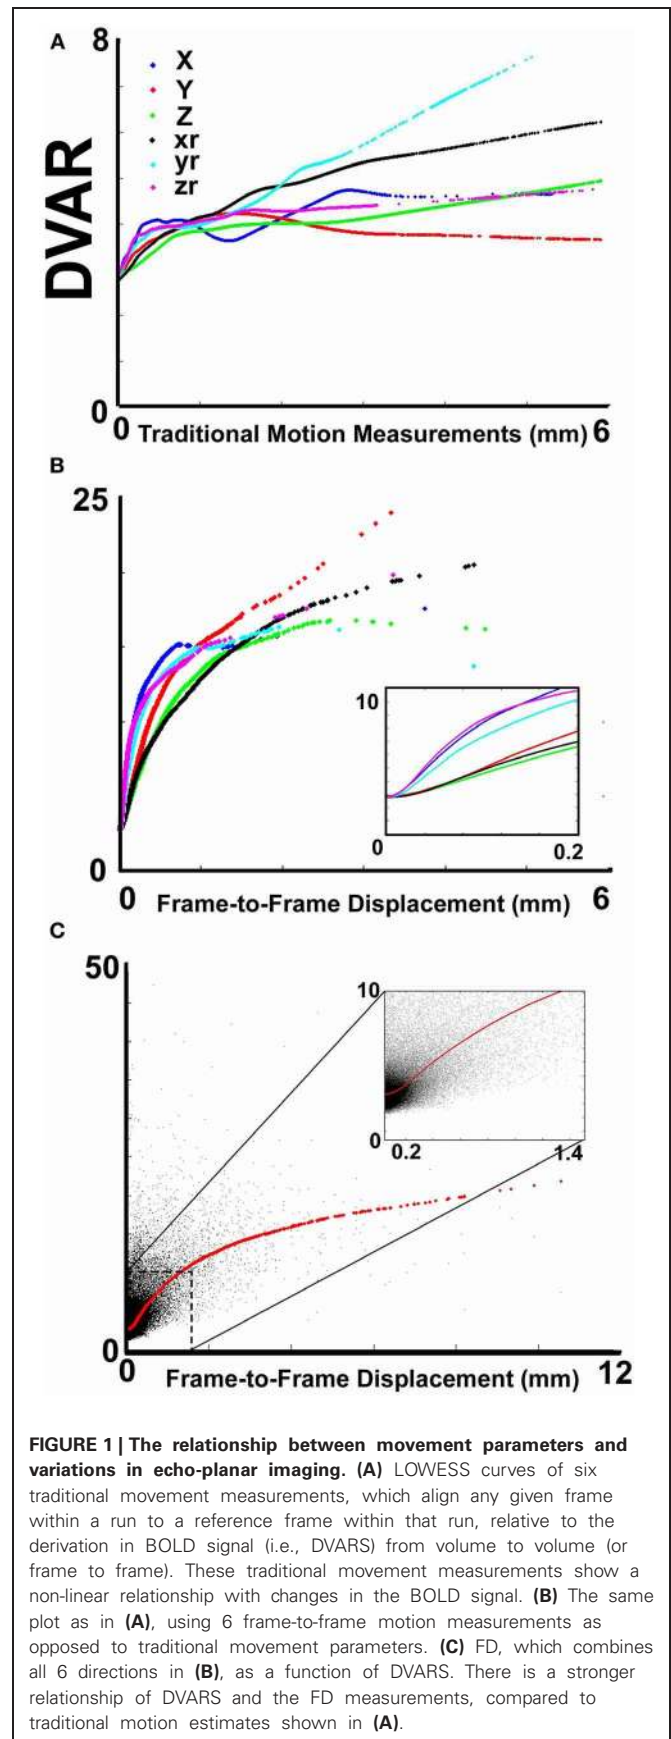 A
8
X
Y
Z
xr
yr
zr
DVAR
0
0 Traditional Motion Measurements (mm) 6
B
25
10
0
0 0.2
0
0 Frame-to-Frame Displacement (mm) 6
C
50
10
0
0.2 1.4
0
0 Frame-to-Frame Displacement (mm) 12
FIGURE 1 | The relationship between movement parameters and
variations in echo-planar imaging. (A) LOWESS curves of six
traditional movement measurements, which align any given frame
within a run to a reference frame within that run, relative to the
derivation in BOLD signal (i.e., DVARS) from volume to volume (or
frame to frame). These traditional movement measurements show a
non-linear relationship with changes in the BOLD signal. (B) The same
plot as in (A), using 6 frame-to-frame motion measurements as
opposed to traditional movement parameters. (C) FD, which combines
all 6 directions in (B), as a function of DVARS. There is a stronger
relationship of DVARS and the FD measurements, compared to
traditional motion estimates shown in (A).